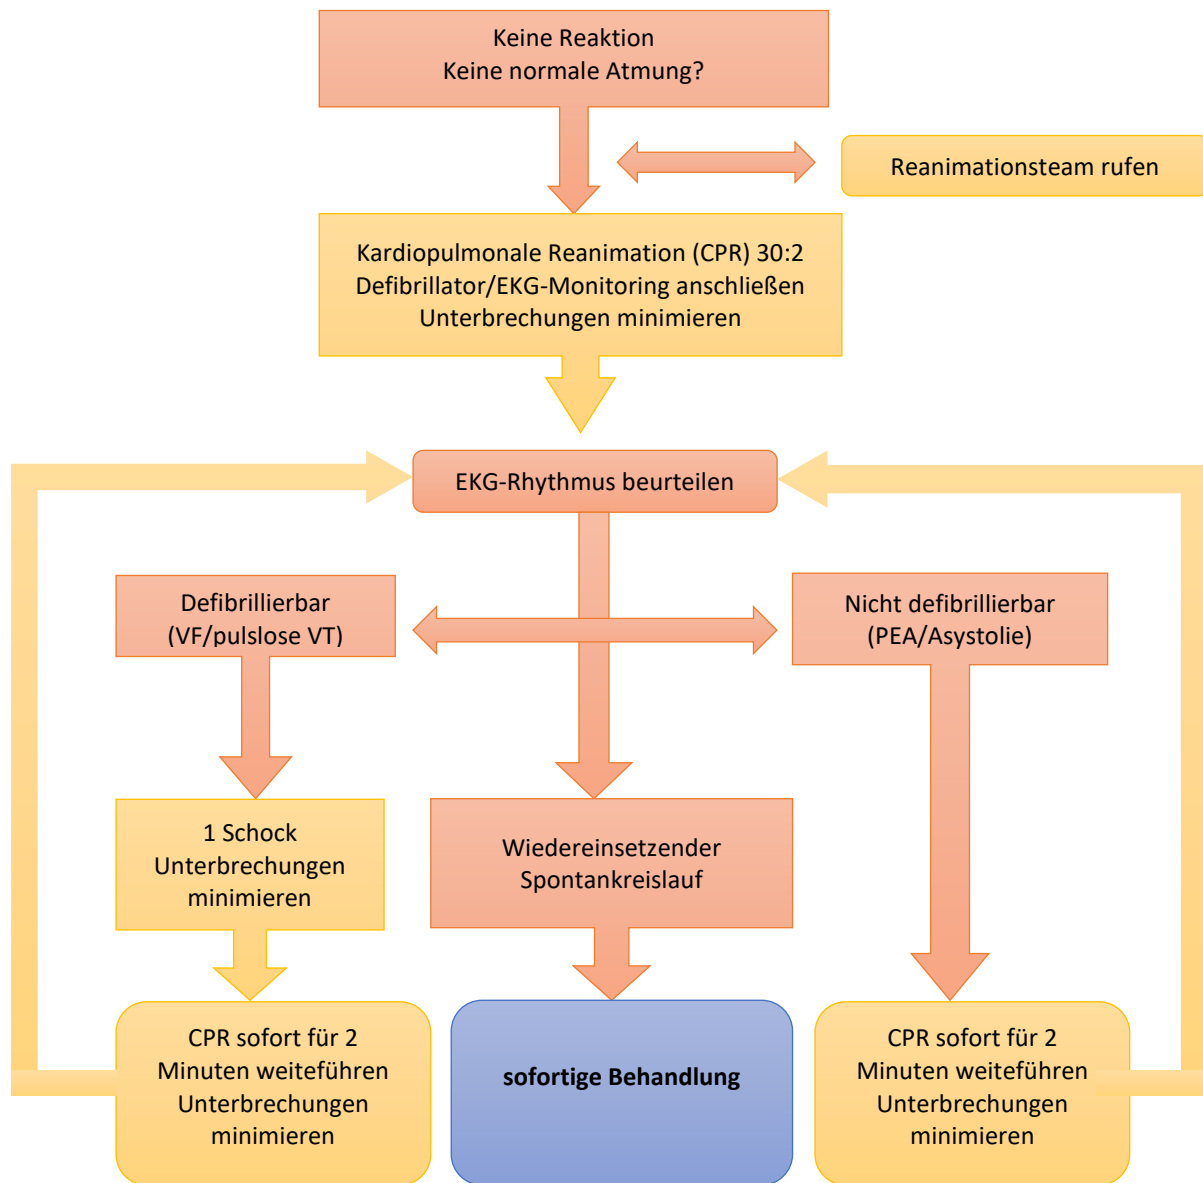 Keine Reaktion
Keine normale Atmung?
Reanimationsteam rufen
Kardiopulmonale Reanimation (CPR) 30:2
Defibrillator/EKG-Monitoring anschließen
Unterbrechungen minimieren
EKG-Rhythmus beurteilen
Defibrillierbar
(VF/pulslose VT)
Nicht defibrillierbar
(PEA/Asystolie)
1 Schock
Unterbrechungen
minimieren
Wiedereinsetzender
Spontankreislauf
CPR sofort für 2
Minuten weiteführen
Unterbrechungen
minimieren
sofortige Behandlung
CPR sofort für 2
Minuten weiteführen
Unterbrechungen
minimieren